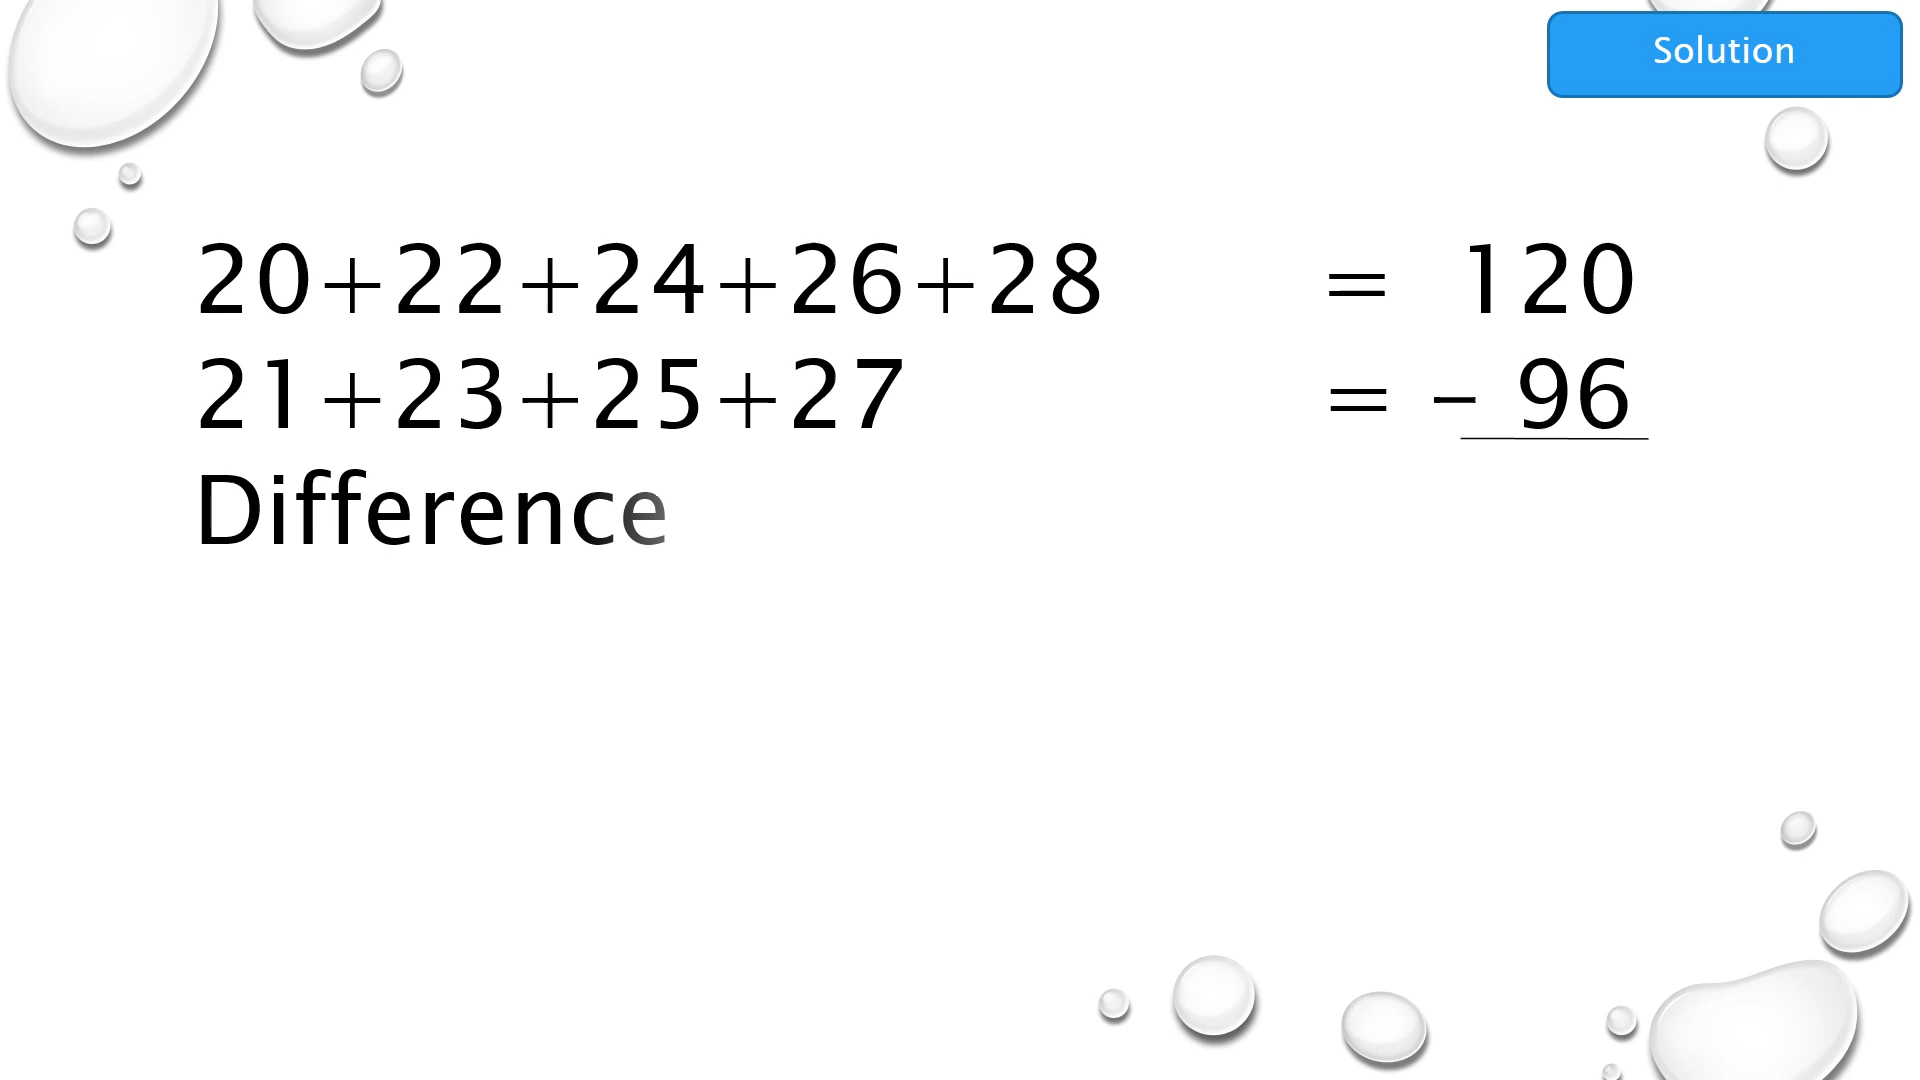 Solution
20+22+24+26+28 = 120
21+23+25+27 = – 96
Difference